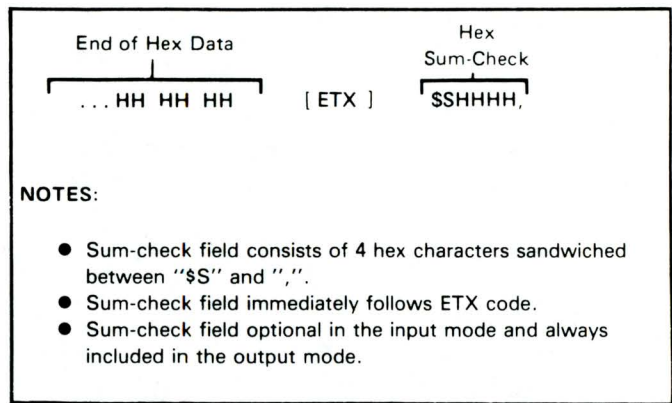 End of Hex Data
Hex
Sum-Check
...HH HH HH [ETX] $SHHHH,
NOTES:
● Sum-check field consists of 4 hex characters sandwiched
between "$S" and ",".
● Sum-check field immediately follows ETX code.
● Sum-check field optional in the input mode and always
included in the output mode.